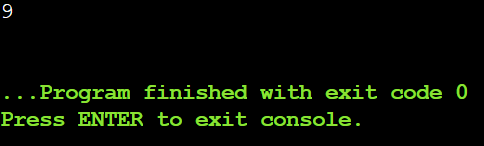 9
...Program finished with exit code 0
Press ENTER to exit console.